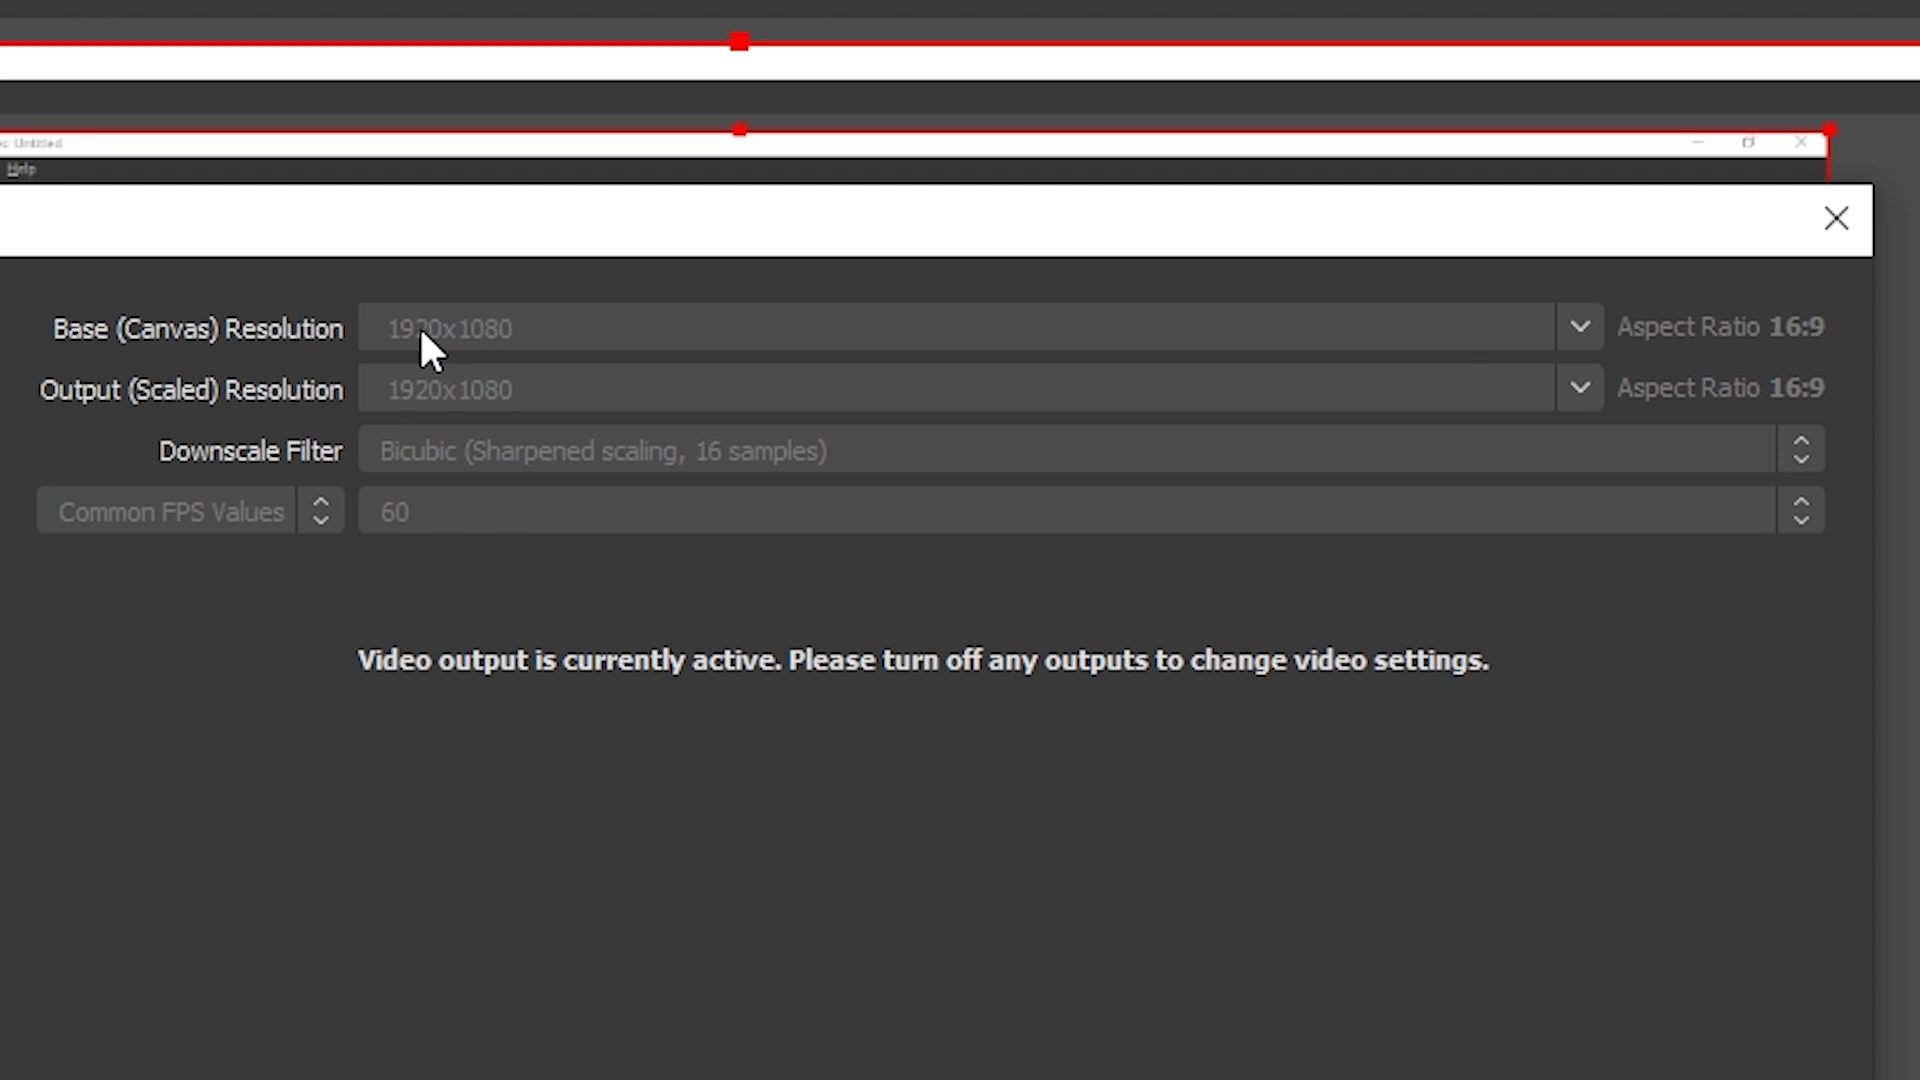 Untitled
Help
Base (Canvas) Resolution 1920x1080 Aspect Ratio 16:9
Output (Scaled) Resolution 1920x1080 Aspect Ratio 16:9
Downscale Filter Bicubic (Sharpened scaling, 16 samples)
Common FPS Values 60
Video output is currently active. Please turn off any outputs to change video settings.